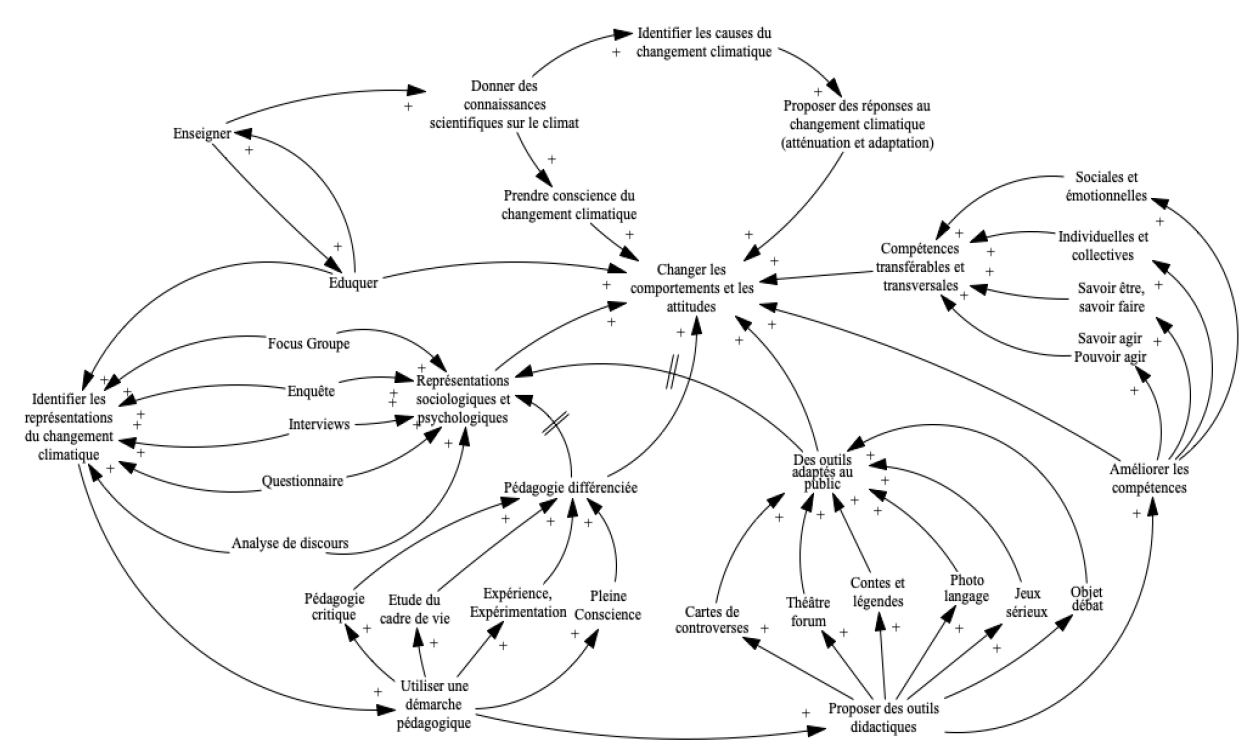 Identifier les causes du
changement climatique
Donner des
connaissances
scientifiques sur le climat
Proposer des réponses au
changement climatique
(atténuation et adaptation)
Enseigner
Prendre conscience du
changement climatique
Sociales et
émotionnelles
Individuelles et
collectives
Savoir être,
savoir faire
Savoir agir
Pouvoir agir
Compétences
transférables et
transversales
Eduquer
Changer les
comportements et les
attitudes
Focus Groupe
Enquête
Interviews
Questionnaire
Analyse de discours
Identifier les
représentations
du changement
climatique
Représentations
sociologiques et
psychologiques
Pédagogie différenciée
Des outils
adaptés au
public
Améliorer les
compétences
Pédagogie
critique
Etude du
cadre de vie
Expérience,
Expérimentation
Pleine
Conscience
Cartes de
controverses
Théâtre
forum
Contes et
légendes
Photo
langage
Jeux
sérieux
Objet
débat
Utiliser une
démarche
pédagogique
Proposer des outils
didactiques